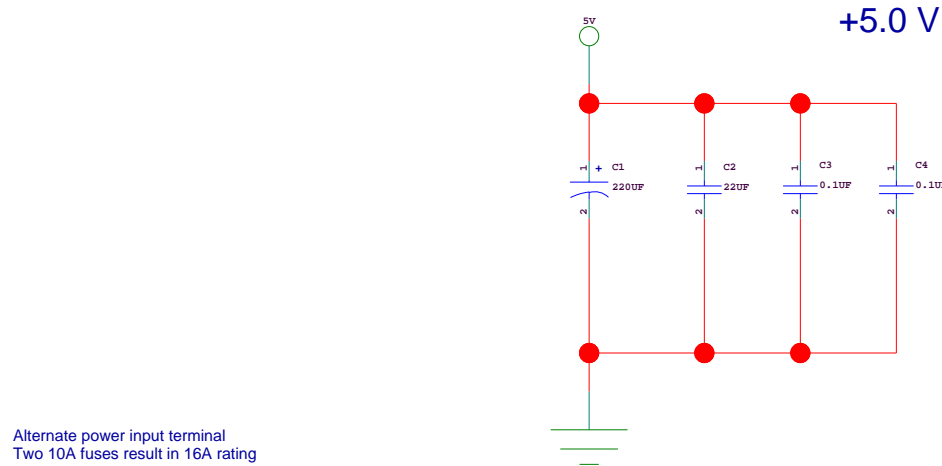 5V
+5.0 V
1 + C1
220UF
2
1 C2
22UF
2
1 C3
0.1UF
2
1 C4
2
Alternate power input terminal
Two 10A fuses result in 16A rating